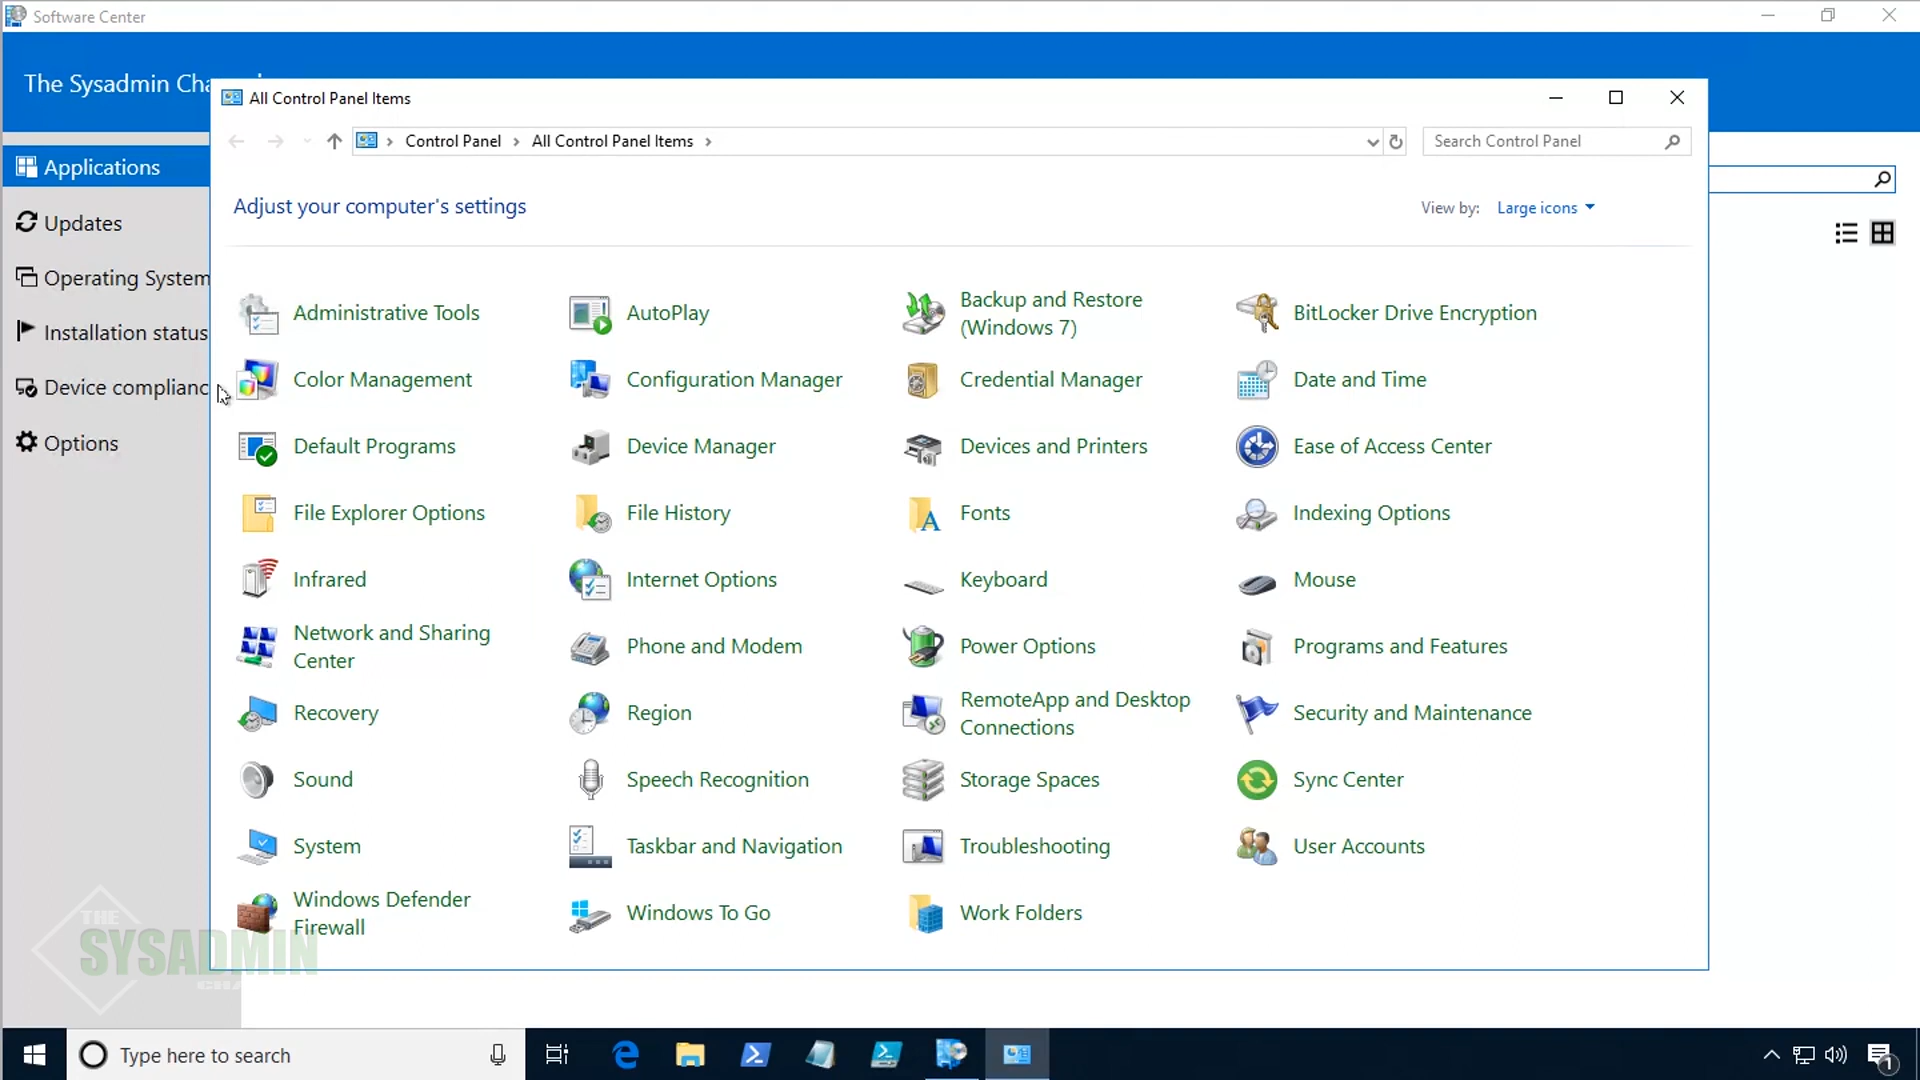 Software Center
The Sysadmin Cha
All Control Panel Items
Control Panel
All Control Panel Items
Search Control Panel
Applications
Updates
Operating System
Installation status
Device complianc
Options
Adjust your computer's settings
View by:
Large icons
Administrative Tools
AutoPlay
Backup and Restore
(Windows 7)
BitLocker Drive Encryption
Color Management
Configuration Manager
Credential Manager
Date and Time
Default Programs
Device Manager
Devices and Printers
Ease of Access Center
File Explorer Options
File History
Fonts
Indexing Options
Infrared
Internet Options
Keyboard
Mouse
Network and Sharing
Center
Phone and Modem
Power Options
Programs and Features
Recovery
Region
RemoteApp and Desktop
Connections
Security and Maintenance
Sound
Speech Recognition
Storage Spaces
Sync Center
System
Taskbar and Navigation
Troubleshooting
User Accounts
Windows Defender
Firewall
Windows To Go
Work Folders
THE
SYSADMIN
Type here to search
1